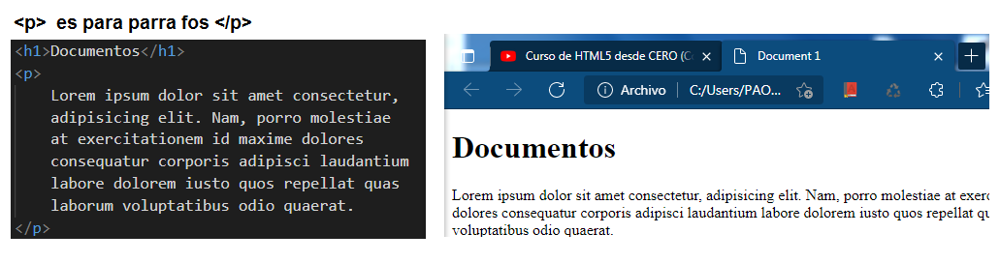 <p>  es para parra fos </p>
<h1>Documentos</h1>
<p>
Lorem ipsum dolor sit amet consectetur,
adipisicing elit. Nam, porro molestiae
at exercitationem id maxime dolores
consequatur corporis adipisci laudantium
labore dolorem iusto quos repellat quas
laborum voluptatibus odio quaerat.
</p>
Curso de HTML5 desde CERO (C
Document 1
Archivo
C:/Users/PAO...
Documentos
Lorem ipsum dolor sit amet consectetur, adipisicing elit. Nam, porro molestiae at exerc
dolores consequatur corporis adipisci laudantium labore dolorem iusto quos repellat qu
voluptatibus odio quaerat.